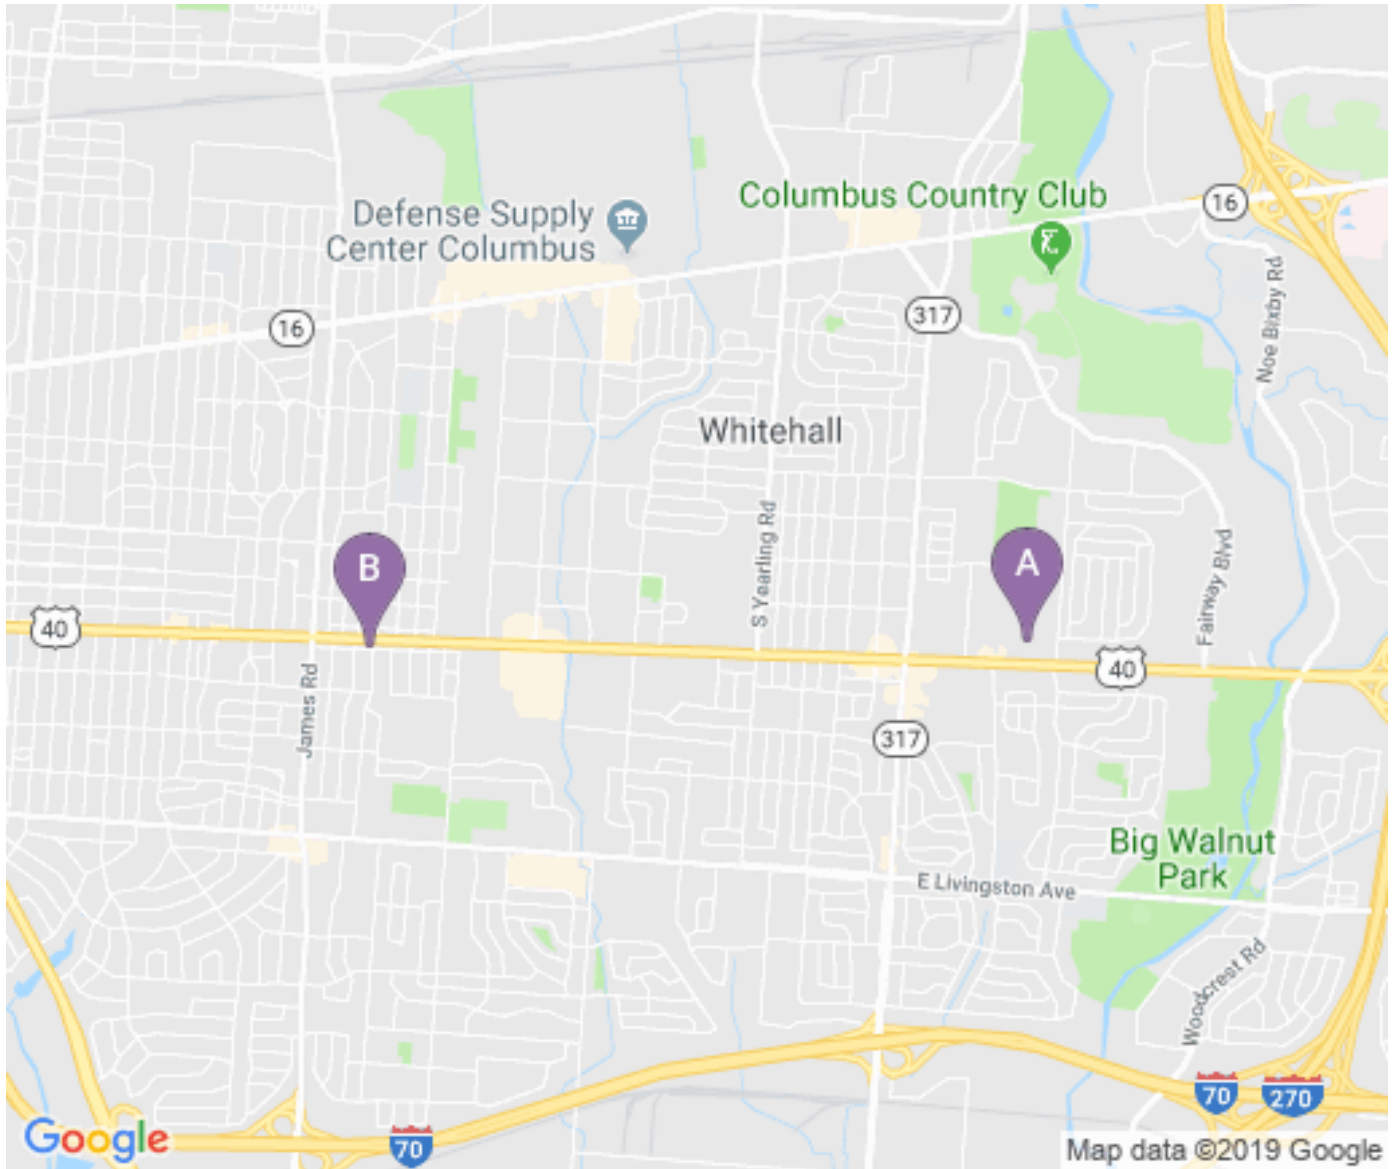 Columbus Country Club
16
Defense Supply
Center Columbus
Noe Bixby Rd
317
16
Whitehall
S Yearling Rd
A
B
Fairway Blvd
40
40
James Rd
317
Big Walnut
Park
E Livingston Ave
Woodcrest Rd
70
270
70
Google
Map data ©2019 Google